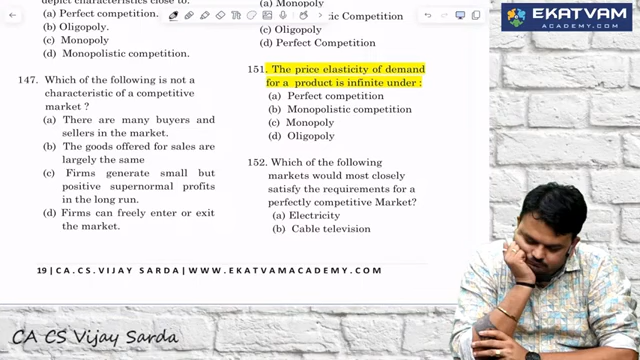 depict characteristics close to.
(a) Perfect competition.
(b) Oligopoly.
(c) Monopoly
(d) Monopolistic competition.
147. Which of the following is not a
characteristic of a competitive
market ?
(a) There are many buyers and
sellers in the market.
(b) The goods offered for sales are
largely the same
(c) Firms generate small but
positive supernormal profits
in the long run.
(d) Firms can freely enter or exit
the market.
(a) Monopoly
Competition
(c) Oligopoly
(d) Perfect Competition
151. The price elasticity of demand
for a product is infinite under :
(a) Perfect competition
(b) Monopolistic competition
(c) Monopoly
(d) Oligopoly
152. Which of the following
markets would most closely
satisfy the requirements for a
perfectly competitive Market?
(a) Electricity
(b) Cable television
19|CA.CS.VIJAY SARDA|WWW.EKATVAMACADEMY.COM
EKATVAM
ACADEMY.COM
CA CS Vijay Sarda